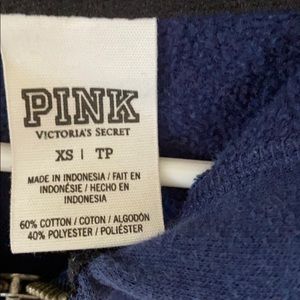 PINK
VICTORIA'S SECRET
XS | TP
MADE IN INDONESIA / FAIT EN
INDONÉSIE / HECHO EN
INDONESIA
60% COTTON / COTON / ALGODÓN
40% POLYESTER / POLIÉSTER